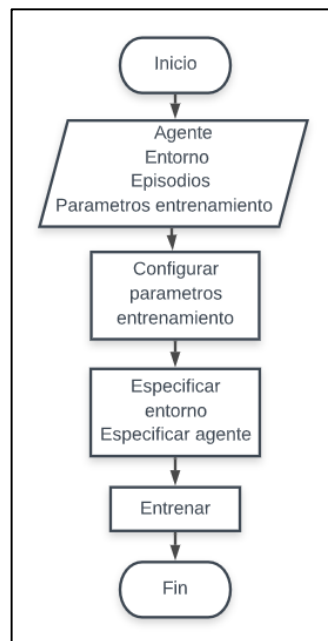 Inicio
Agente
Entorno
Episodios
Parametros entrenamiento
Configurar
parametros
entrenamiento
Especificar
entorno
Especificar agente
Entrenar
Fin